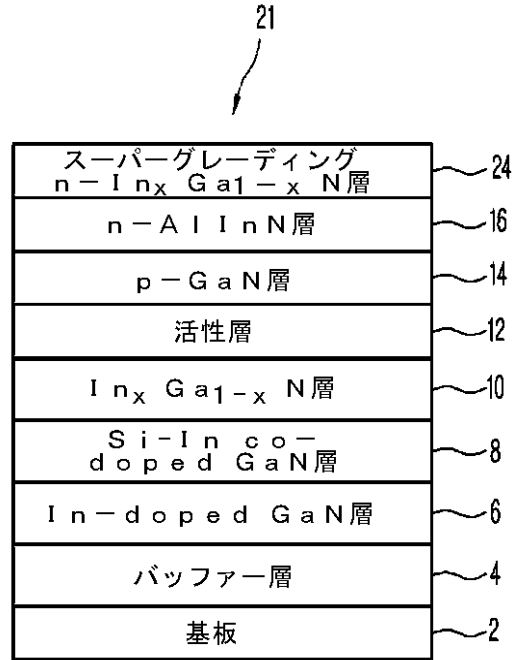 21
スーパーグレーディング
n－Inx Ga1－x N層
24
n－AlInN層
16
p－GaN層
14
活性層
12
Inx Ga1－x N層
10
Si－In co－
doped GaN層
8
In－doped GaN層
6
バッファー層
4
基板
2